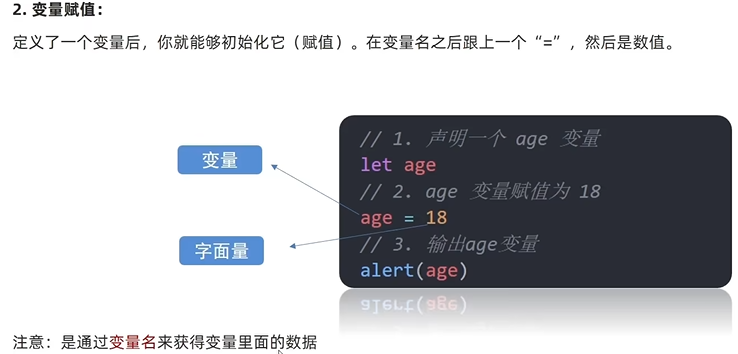 2. 变量赋值：
定义了一个变量后，你就能够初始化它（赋值）。在变量名之后跟上一个“=”，然后是数值。
变量
字面量
// 1. 声明一个 age 变量
let age
// 2. age 变量赋值为 18
age = 18
// 3. 输出age变量
alert(age)
注意：是通过变量名来获得变量里面的数据